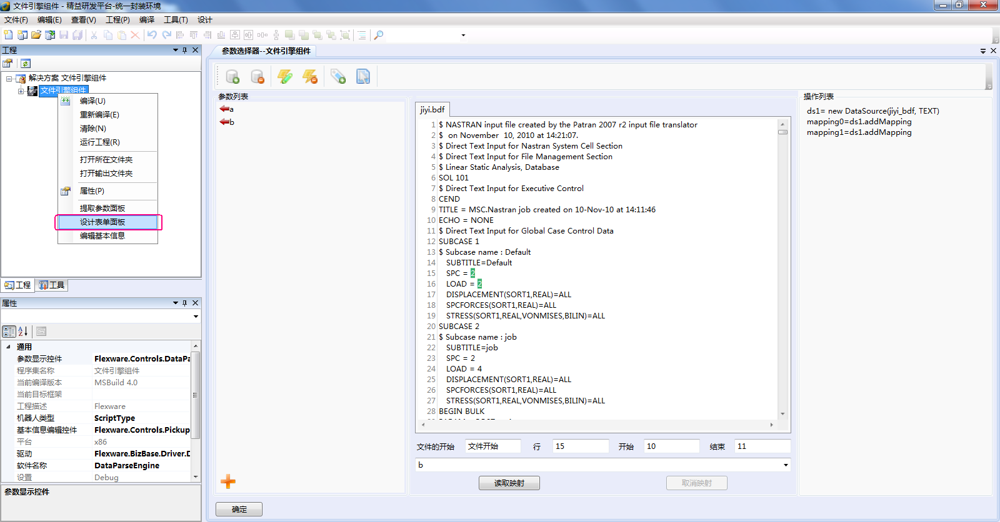 文件引擎组件 - 精益研发平台-统一封装环境
文件(F) 编辑(E) 查看(V) 工程(P) 编译 工具(T) 设计
工程
解决方案 文件引擎组件
文件引擎组件
编译(U)
重新编译(E)
清除(N)
运行工程(R)
打开所在文件夹
打开输出文件夹
属性(P)
提取参数面板
设计表单面板
编辑基本信息
工程 工具
属性
通用
参数显示控件 Flexware.Controls.DataPa
程序集名称 文件引擎组件
当前编译版本 MSBuild 4.0
当前目标框架
工程描述 Flexware
机器人类型 ScriptType
基本信息编辑控件 Flexware.Controls.Pickup
平台 x86
驱动 Flexware.BizBase.Driver.D
软件名称 DataParseEngine
设置 Debug
参数显示控件
参数选择器--文件引擎组件
参数列表
a
b
确定
jiyi.bdf
1 $ NASTRAN input file created by the Patran 2007 r2 input file translator
2 $  on November  10, 2010 at 14:21:07.
3 $ Direct Text Input for Nastran System Cell Section
4 $ Direct Text Input for File Management Section
5 $ Linear Static Analysis, Database
6 SOL 101
7 $ Direct Text Input for Executive Control
8 CEND
9 TITLE = MSC.Nastran job created on 10-Nov-10 at 14:11:46
10 ECHO = NONE
11 $ Direct Text Input for Global Case Control Data
12 SUBCASE 1
13 $ Subcase name : Default
14    SUBTITLE=Default
15    SPC = 2
16    LOAD = 2
17    DISPLACEMENT(SORT1,REAL)=ALL
18    SPCFORCES(SORT1,REAL)=ALL
19    STRESS(SORT1,REAL,VONMISES,BILIN)=ALL
20 SUBCASE 2
21 $ Subcase name : job
22    SUBTITLE=job
23    SPC = 2
24    LOAD = 4
25    DISPLACEMENT(SORT1,REAL)=ALL
26    SPCFORCES(SORT1,REAL)=ALL
27    STRESS(SORT1,REAL,VONMISES,BILIN)=ALL
28 BEGIN BULK
文件的开始 文件开始 行 15 开始 10 结束 11
b
读取映射 取消映射
操作列表
ds1= new DataSource(jiyi_bdf, TEXT)
mapping0=ds1.addMapping
mapping1=ds1.addMapping